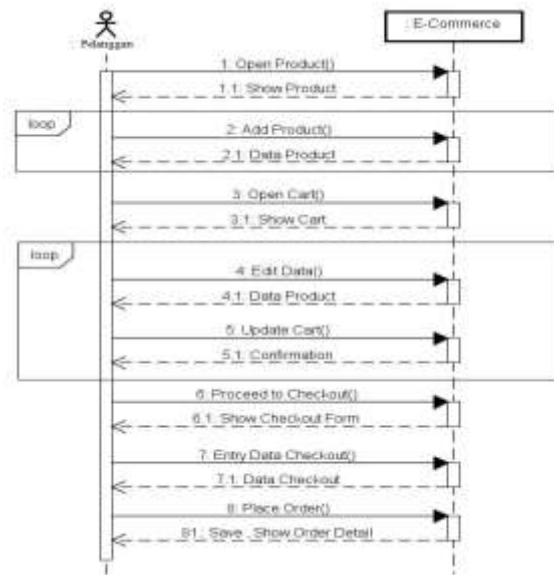 : E-Commerce
: Pelanggan
1: Open Product()
1.1: Show Product
loop
2: Add Product()
2.1: Data Product
3: Open Cart()
3.1: Show Cart
loop
4: Edit Data()
4.1: Data Product
5: Update Cart()
5.1: Confirmation
6: Proceed to Checkout()
6.1: Show Checkout Form
7: Entry Data Checkout()
7.1: Data Checkout
8: Place Order()
81.: Save , Show Order Detail